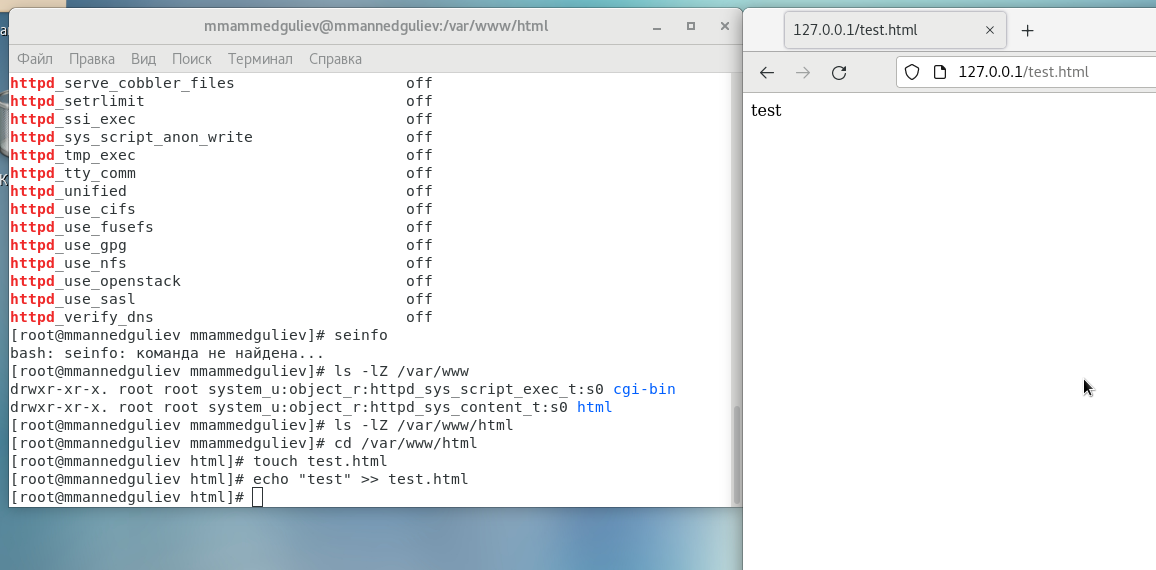 mmammedguliev@mmannedguliev:/var/www/html
Файл Правка Вид Поиск Терминал Справка
httpd_serve_cobbler_files off
httpd_setrlimit off
httpd_ssi_exec off
httpd_sys_script_anon_write off
httpd_tmp_exec off
httpd_tty_comm off
httpd_unified off
httpd_use_cifs off
httpd_use_fusefs off
httpd_use_gpg off
httpd_use_nfs off
httpd_use_openstack off
httpd_use_sasl off
httpd_verify_dns off
[root@mmannedguliev mmammedguliev]# seinfo
bash: seinfo: команда не найдена...
[root@mmannedguliev mmammedguliev]# ls -lZ /var/www
drwxr-xr-x. root root system_u:object_r:httpd_sys_script_exec_t:s0 cgi-bin
drwxr-xr-x. root root system_u:object_r:httpd_sys_content_t:s0 html
[root@mmannedguliev mmammedguliev]# ls -lZ /var/www/html
[root@mmannedguliev mmammedguliev]# cd /var/www/html
[root@mmannedguliev html]# touch test.html
[root@mmannedguliev html]# echo "test" >> test.html
[root@mmannedguliev html]#
127.0.0.1/test.html
127.0.0.1/test.html
test